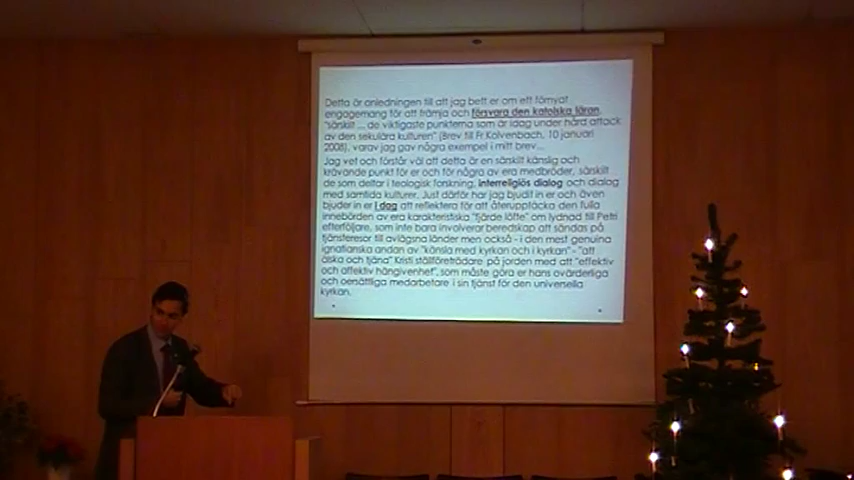 Detta är anledningen till att jag bett er om ett förnyat
engagemang för att främja och försvara den katolska läran,
"särskilt ... de viktigaste punkterna som är idag under hård attack
av den sekulära kulturen" (Brev till Fr Kolvenbach, 10 januari
2008), varav jag gav några exempel i mitt brev...
Jag vet och förstår väl att detta är en särskilt känslig och
krävande punkt för er och för några av era medbröder, särskilt
de som deltar i teologisk forskning, interreligiös dialog och dialog
med samtida kulturer. Just därför har jag bjudit in er och även
bjuder in er i dag att reflektera för att återupptäcka den fulla
innebörden av era karakteristiska "fjärde löfte" om lydnad till Petri
efterföljare, som inte bara involverar beredskap att sändas på
tjänsteresor till avlägsna länder men också - i den mest genuina
ignatianska andan av "känsla med kyrkan och i kyrkan" - "att
älska och tjäna" Kristi ställföreträdare på jorden med att "effektiv
och affektiv hängivenhet", som måste göra er hans ovärderliga
och oersättliga medarbetare i sin tjänst för den universella
kyrkan.